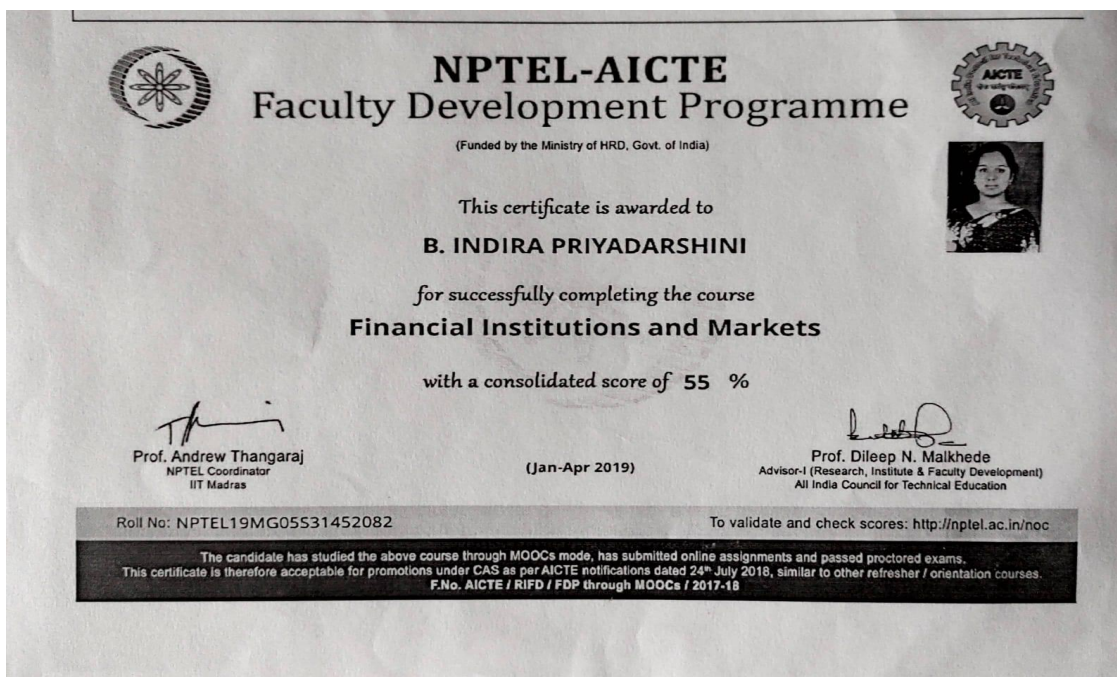 NPTEL-AICTE
Faculty Development Programme
(Funded by the Ministry of HRD, Govt. of India)
AICTE
This certificate is awarded to
B. INDIRA PRIYADARSHINI
for successfully completing the course
Financial Institutions and Markets
with a consolidated score of 55 %
Prof. Andrew Thangaraj
NPTEL Coordinator
IIT Madras
(Jan-Apr 2019)
Prof. Dileep N. Malkhede
Advisor-I (Research, Institute & Faculty Development)
All India Council for Technical Education
Roll No: NPTEL19MG05S31452082
To validate and check scores: http://nptel.ac.in/noc
The candidate has studied the above course through MOOCs mode, has submitted online assignments and passed proctored exams.
This certificate is therefore acceptable for promotions under CAS as per AICTE notifications dated 24th July 2018, similar to other refresher / orientation courses.
F.No. AICTE / RIFD / FDP through MOOCs / 2017-18